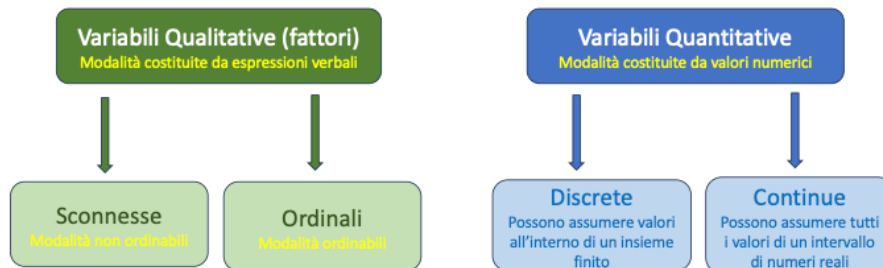 Variabili Qualitative (fattori)
Modalità costituite da espressioni verbali
Variabili Quantitative
Modalità costituite da valori numerici
Sconnesse
Modalità non ordinabili
Ordinali
Modalità ordinabili
Discrete
Possono assumere valori
all'interno di un insieme
finito
Continue
Possono assumere tutti
i valori di un intervallo
di numeri reali